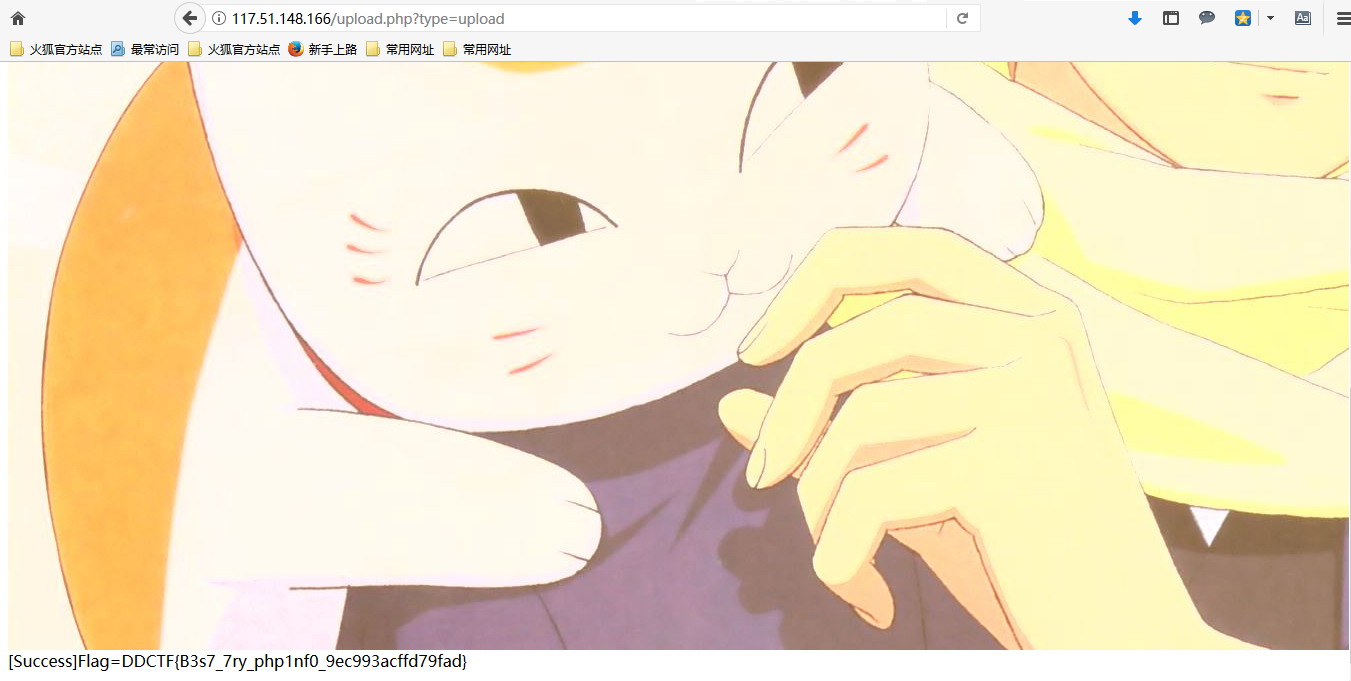 117.51.148.166/upload.php?type=upload
火狐官方站点 最常访问 火狐官方站点 新手上路 常用网址 常用网址
[Success]Flag=DDCTF{B3s7_7ry_php1nf0_9ec993acffd79fad}